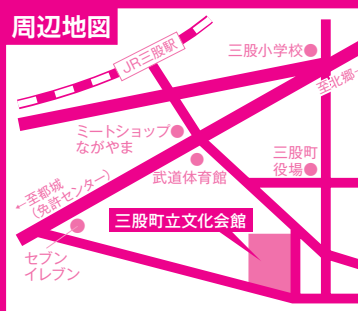 周辺地図
JR三股駅
三股小学校
至北郷→
ミートショップ
ながやま
三股町
役場
武道体育館
←至都城
（免許センター）
三股町立文化会館
セブン
イレブン